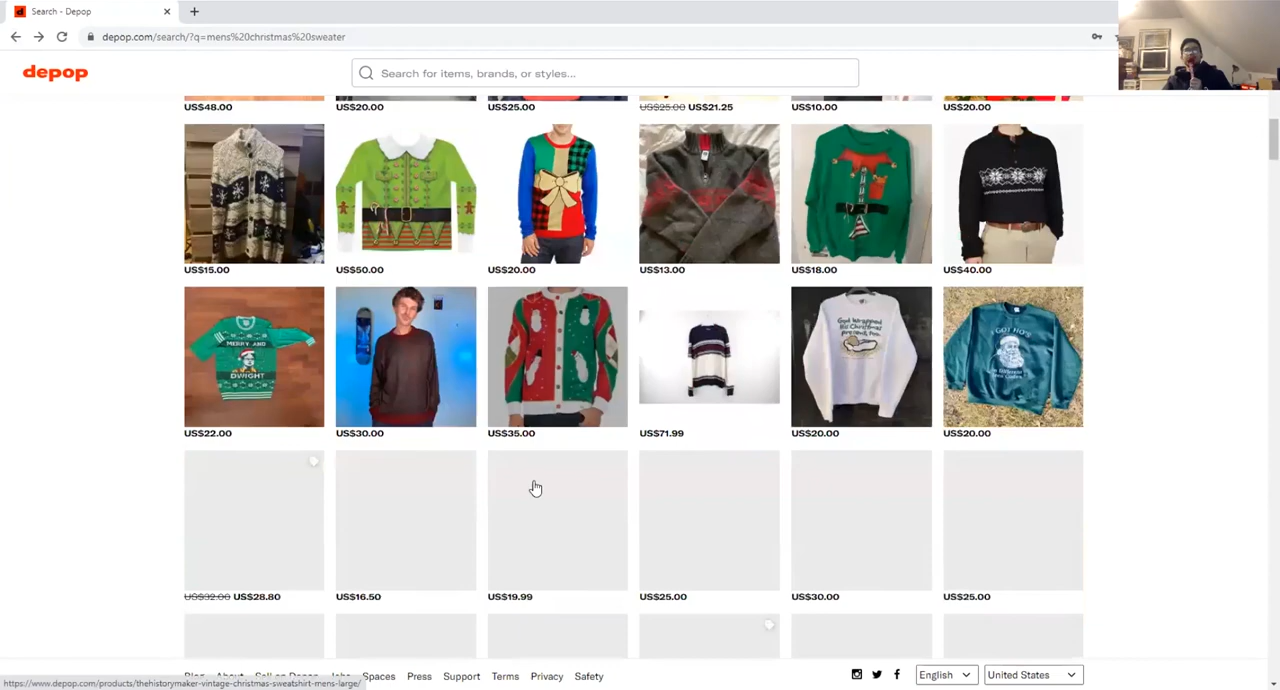 Search - Depop
depop.com/search/?q=mens%20christmas%20sweater
depop
Search for items, brands, or styles...
US$48.00 US$20.00 US$25.00 US$25.00 US$21.25 US$10.00 US$20.00
US$15.00 US$50.00 US$20.00 US$13.00 US$18.00 US$40.00
MERRY AND
DWIGHT
God wrapped
His Christmas
present, too.
I GOT HO'S
US$22.00 US$30.00 US$35.00 US$71.99 US$20.00 US$20.00
US$32.00 US$28.80 US$16.50 US$19.99 US$25.00 US$30.00 US$25.00
Blog About Sell on Depop Jobs Spaces Press Support Terms Privacy Safety English United States
https://www.depop.com/products/thehistorymaker-vintage-christmas-sweatshirt-mens-large/